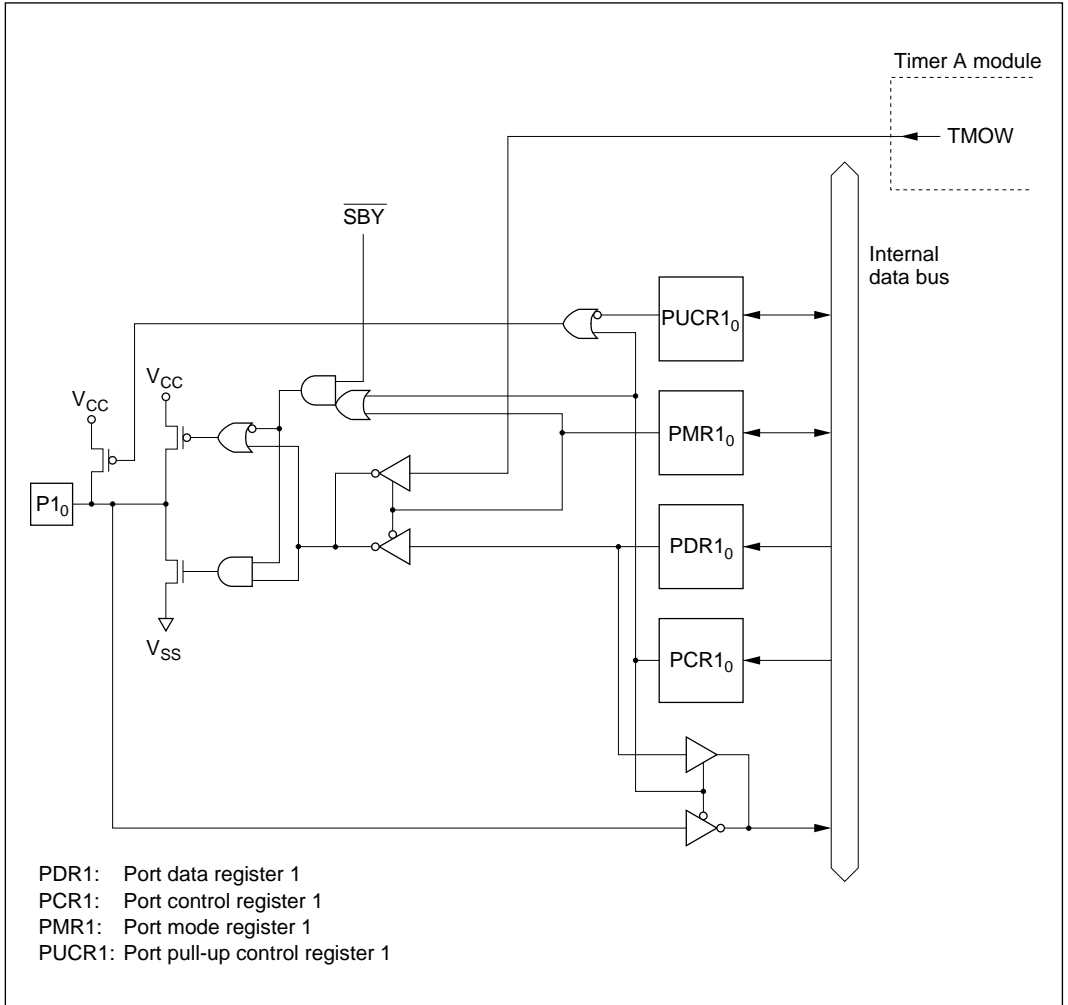 Timer A module
TMOW
S̅B̅Y̅
Internal
data bus
PUCR1₀
V_CC
V_CC
PMR1₀
P1₀
PDR1₀
V_SS
PCR1₀
PDR1: Port data register 1
PCR1: Port control register 1
PMR1: Port mode register 1
PUCR1: Port pull-up control register 1